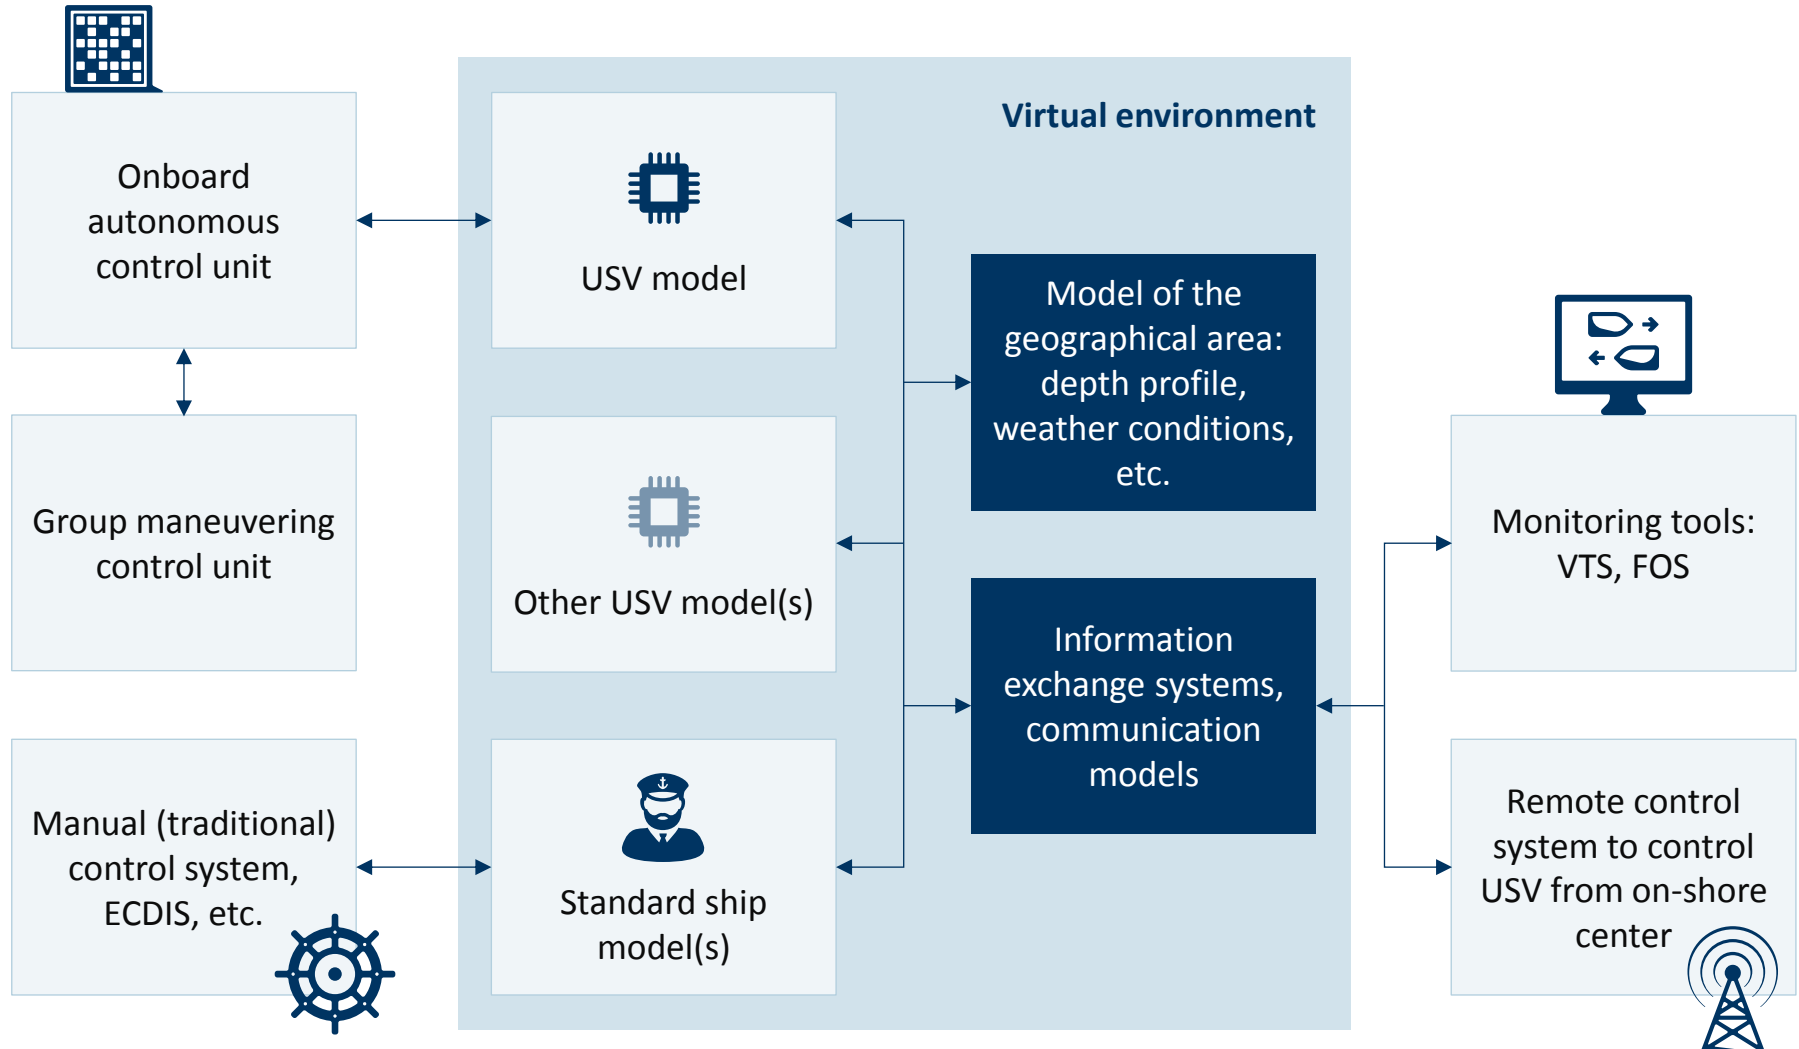 Onboard
autonomous
control unit
Group maneuvering
control unit
Manual (traditional)
control system,
ECDIS, etc.
Virtual environment
USV model
Other USV model(s)
Standard ship
model(s)
Model of the
geographical area:
depth profile,
weather conditions,
etc.
Information
exchange systems,
communication
models
Monitoring tools:
VTS, FOS
Remote control
system to control
USV from on-shore
center